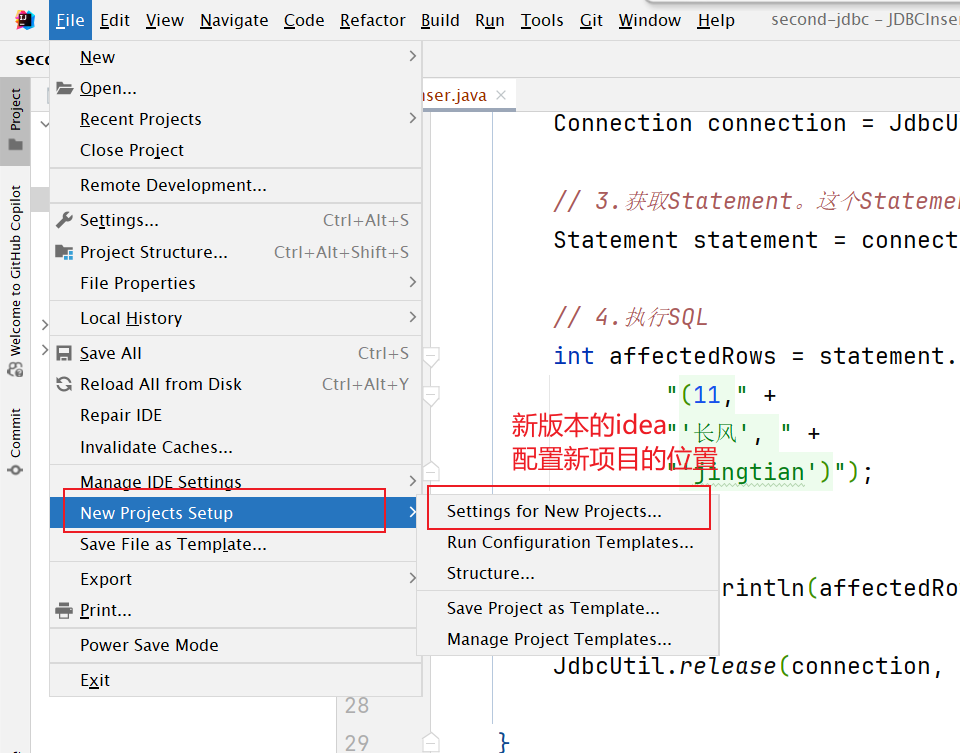 File Edit View Navigate Code Refactor Build Run Tools Git Window Help second-jdbc – JDBCInser
secc
New
Open...
Recent Projects
Close Project
Remote Development...
Settings... Ctrl+Alt+S
Project Structure... Ctrl+Alt+Shift+S
File Properties
Local History
Save All Ctrl+S
Reload All from Disk Ctrl+Alt+Y
Repair IDE
Invalidate Caches...
Manage IDE Settings
New Projects Setup
Save File as Template...
Export
Print...
Power Save Mode
Exit
Settings for New Projects...
Run Configuration Templates...
Structure...
Save Project as Template...
Manage Project Templates...
Project
Welcome to GitHub Copilot
Commit
nser.java
Connection connection = JdbcU
// 3.获取Statement。这个Stateme
Statement statement = connect
// 4.执行SQL
int affectedRows = statement.
"(11," +
"'长风', " +
"'jingtian')");
新版本的idea
配置新项目的位置
rintln(affectedRo
JdbcUtil.release(connection,
28
29 }